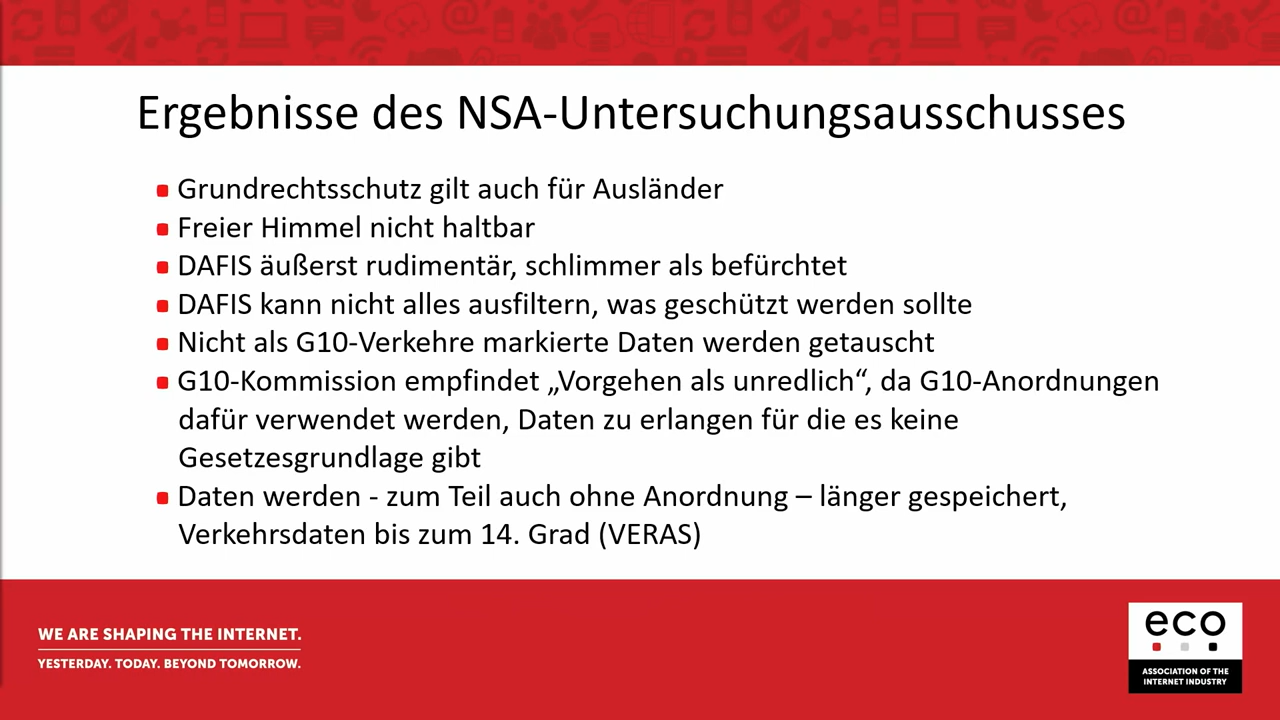 Ergebnisse des NSA-Untersuchungsausschusses
Grundrechtsschutz gilt auch für Ausländer
Freier Himmel nicht haltbar
DAFIS äußerst rudimentär, schlimmer als befürchtet
DAFIS kann nicht alles ausfiltern, was geschützt werden sollte
Nicht als G10-Verkehre markierte Daten werden getauscht
G10-Kommission empfindet „Vorgehen als unredlich“, da G10-Anordnungen
dafür verwendet werden, Daten zu erlangen für die es keine
Gesetzesgrundlage gibt
Daten werden - zum Teil auch ohne Anordnung – länger gespeichert,
Verkehrsdaten bis zum 14. Grad (VERAS)
WE ARE SHAPING THE INTERNET.
YESTERDAY. TODAY. BEYOND TOMORROW.
eco
ASSOCIATION OF THE
INTERNET INDUSTRY